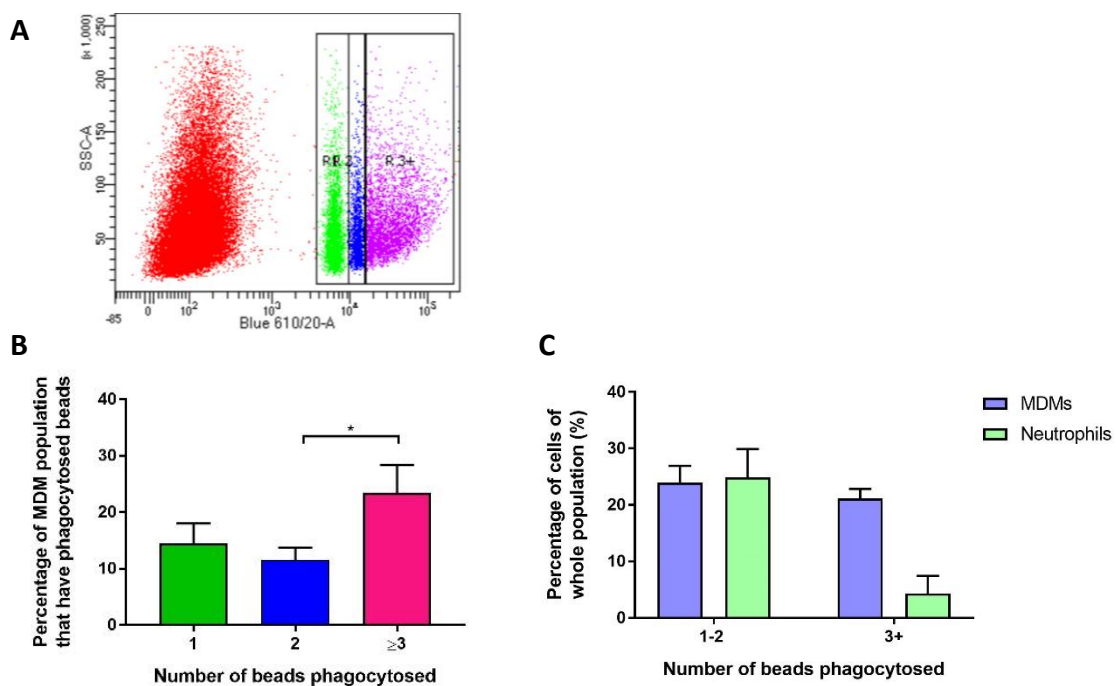 A
(x 1,000)
250
200
150
100
50
SSC-A
R 2
R 3+
-85
0
10²
10³
10⁴
10⁵
Blue 610/20-A
B
Percentage of MDM population
that have phagocytosed beads
40
30
20
10
0
*
1
2
≥3
Number of beads phagocytosed
C
Percentage of cells of
whole population (%)
40
30
20
10
0
1-2
3+
Number of beads phagocytosed
MDMs
Neutrophils